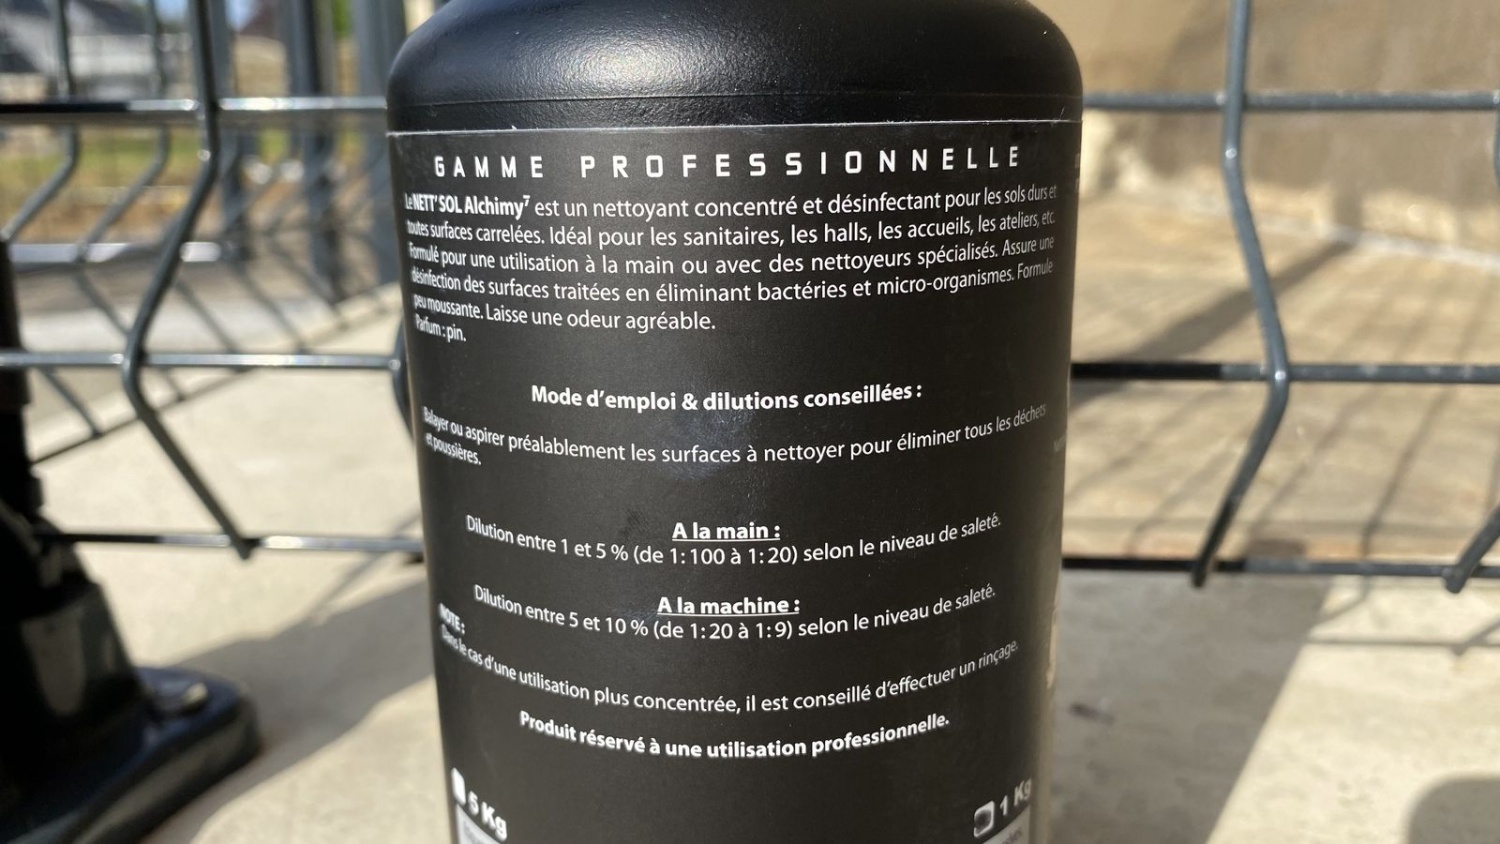 GAMME PROFESSIONNELLE
Le NETT'SOL Alchimy7 est un nettoyant concentré et désinfectant pour les sols durs et
toutes surfaces carrelées. Idéal pour les sanitaires, les halls, les accueils, les ateliers, etc.
Formulé pour une utilisation à la main ou avec des nettoyeurs spécialisés. Assure une
désinfection des surfaces traitées en éliminant bactéries et micro-organismes. Formule
peu moussante. Laisse une odeur agréable.
Parfum : pin.
Mode d'emploi & dilutions conseillées :
Balayer ou aspirer préalablement les surfaces à nettoyer pour éliminer tous les déchets
et poussières.
A la main :
Dilution entre 1 et 5 % (de 1:100 à 1:20) selon le niveau de saleté.
A la machine :
Dilution entre 5 et 10 % (de 1:20 à 1:9) selon le niveau de saleté.
NOTE :
Dans le cas d'une utilisation plus concentrée, il est conseillé d'effectuer un rinçage.
Produit réservé à une utilisation professionnelle.
5 Kg
1 Kg